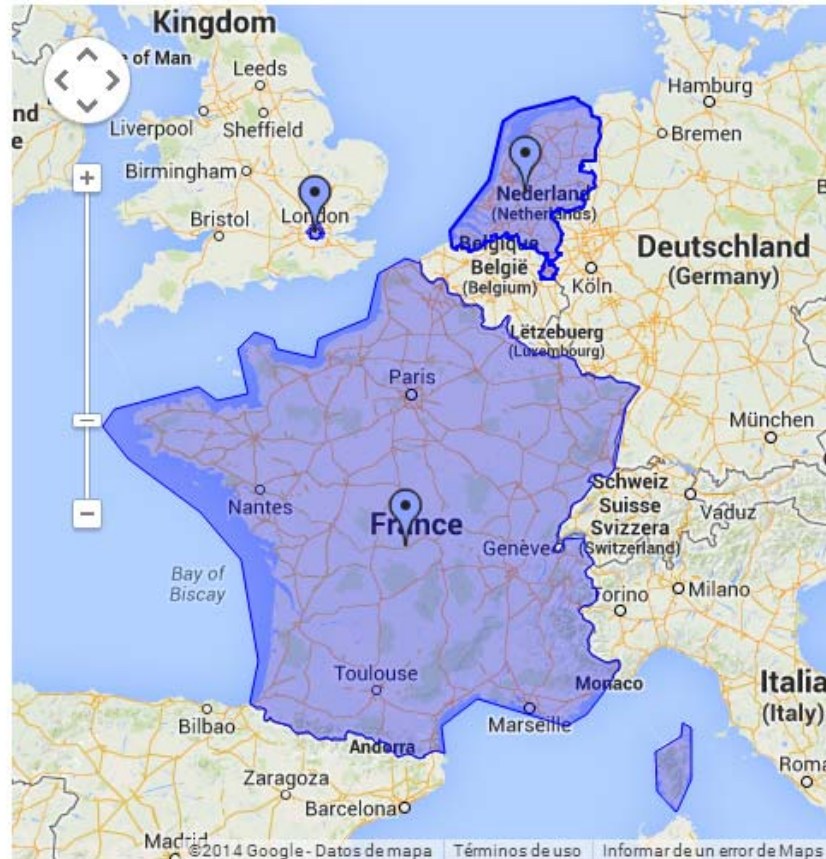 Kingdom
e of Man
Leeds
Hamburg
nd
e
Liverpool
Sheffield
Bremen
Birmingham
Nederland
(Netherlands)
London
Bristol
Belgique
België
(Belgium)
Köln
Deutschland
(Germany)
Lëtzebuerg
(Luxembourg)
Paris
München
Nantes
Schweiz
Suisse
Svizzera
(Switzerland)
Vaduz
France
Genève
Bay of
Biscay
Torino
Milano
Toulouse
Monaco
Italia
(Italy)
Bilbao
Marseille
Andorra
Roma
Zaragoza
Barcelona
Madrid
©2014 Google - Datos de mapa
Términos de uso
Informar de un error de Maps